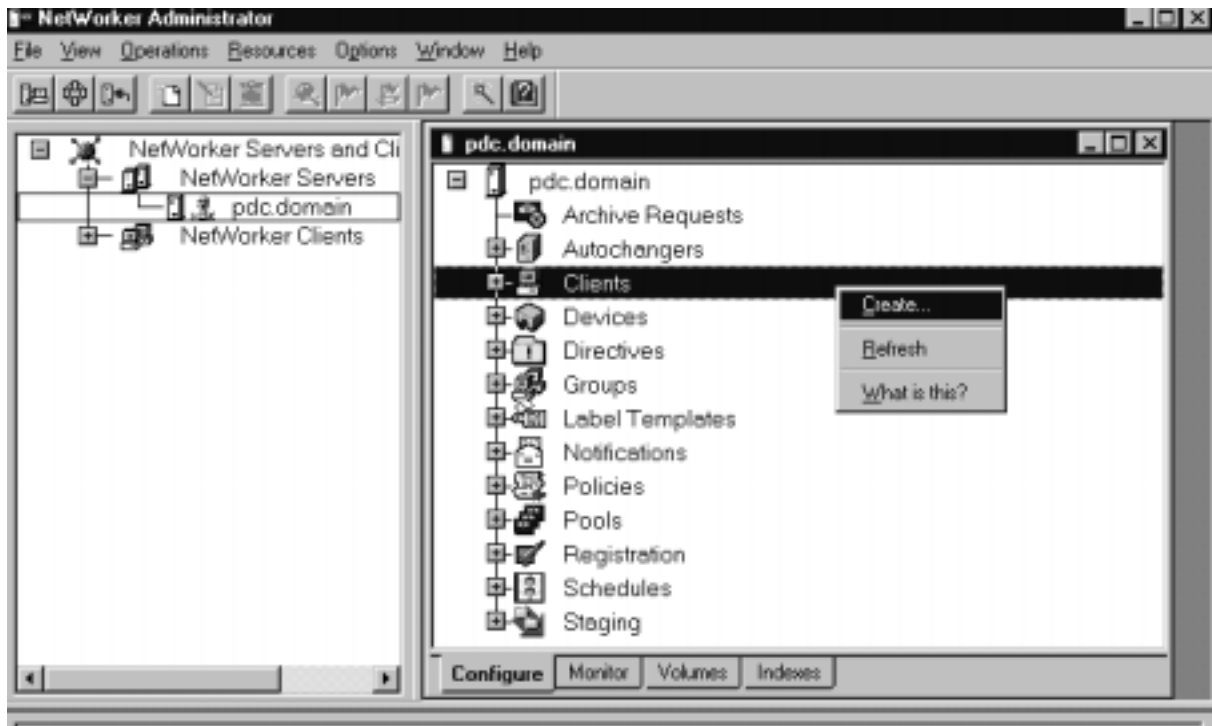 NetWorker Administrator
File View Operations Resources Options Window Help
NetWorker Servers and Cli
NetWorker Servers
pdc.domain
NetWorker Clients
pdc.domain
pdc.domain
Archive Requests
Autochangers
Clients
Devices
Directives
Groups
Label Templates
Notifications
Policies
Pools
Registration
Schedules
Staging
Create...
Refresh
What is this?
Configure Monitor Volumes Indexes